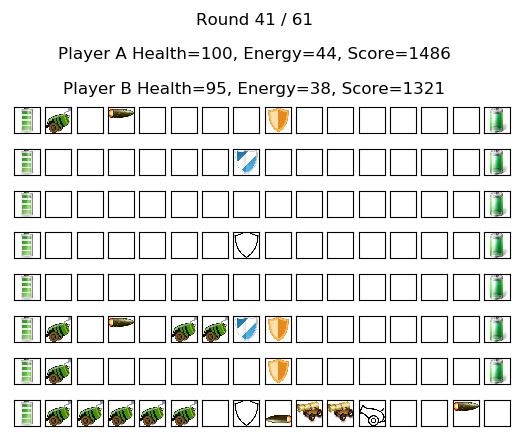 Round 41 / 61
Player A Health=100, Energy=44, Score=1486
Player B Health=95, Energy=38, Score=1321